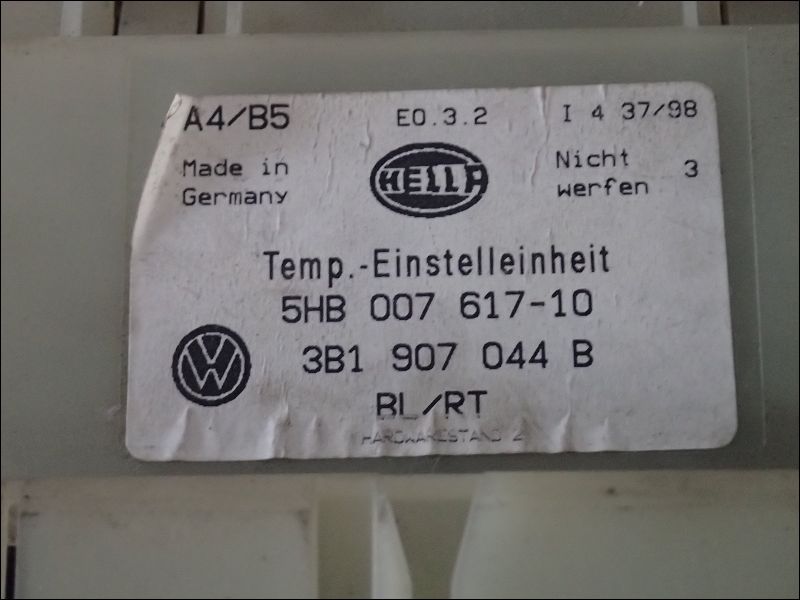 A4/B5 E0.3.2 I 4 37/98
Made in Germany
HELLA
Nicht werfen 3
Temp.-Einstelleinheit
5HB 007 617-10
3B1 907 044 B
VW
BL/RT
HARDWARESTAND 2